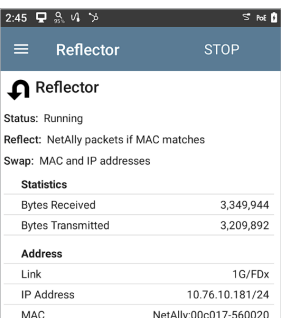 2:45 95% PoE
Reflector STOP
Reflector
Status: Running
Reflect: NetAlly packets if MAC matches
Swap: MAC and IP addresses
Statistics
Bytes Received 3,349,944
Bytes Transmitted 3,209,892
Address
Link 1G/FDx
IP Address 10.76.10.181/24
MAC NetAlly:00c017-560020